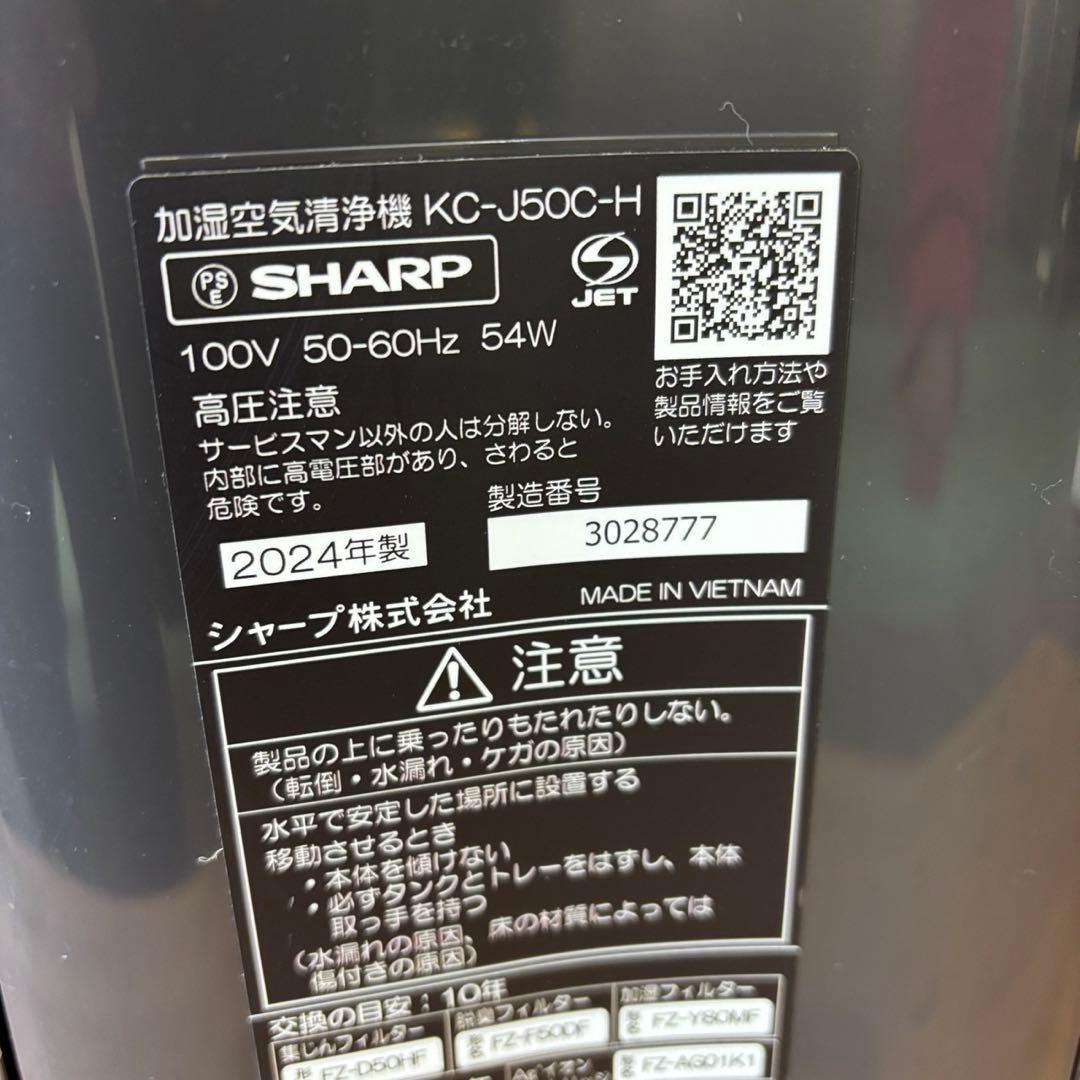 加湿空気清浄機 KC-J50C-H
PSE SHARP
JET
100V 50-60Hz 54W
高圧注意
サービスマン以外の人は分解しない。
内部に高電圧部があり、さわると
危険です。
お手入れ方法や
製品情報をご覧
いただけます
2024年製
製造番号
3028777
シャープ株式会社
MADE IN VIETNAM
注意
製品の上に乗ったりもたれたりしない。
（転倒・水漏れ・ケガの原因）
水平で安定した場所に設置する
移動させるとき
・本体を傾けない
・必ずタンクとトレーをはずし、本体
取っ手を持つ
（水漏れの原因、床の材質によっては
傷付きの原因）
交換の目安：10年
集じんフィルター
形 FZ-D50HF
脱臭フィルター
形名 FZ-F50DF
加湿フィルター
形名 FZ-Y80MF
Ag⁺イオン
FZ-AG01K1